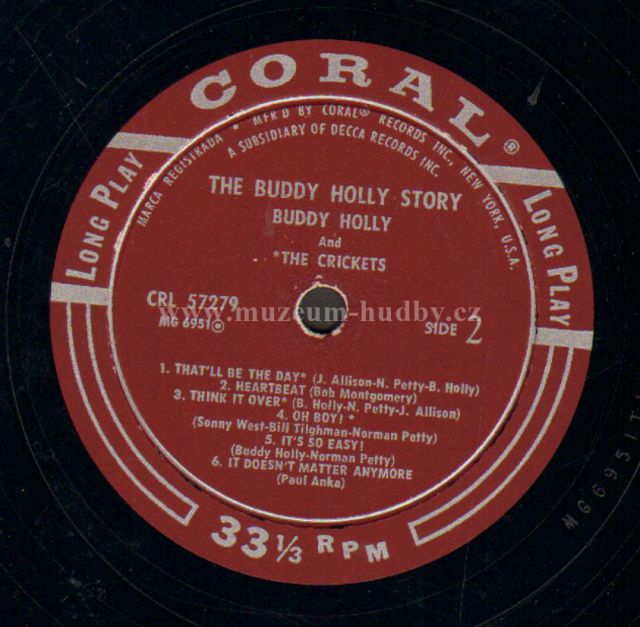 CORAL®
MARCA REGISTRADA • MFR'D BY CORAL® RECORDS INC., NEW YORK, U.S.A.
A SUBSIDIARY OF DECCA RECORDS INC.
LONG PLAY
LONG PLAY
THE BUDDY HOLLY STORY
BUDDY HOLLY
And
*THE CRICKETS
CRL 57279
MG 6951
SIDE 2
www.muzeum-hudby.cz
1. THAT'LL BE THE DAY* (J. Allison-N. Petty-B. Holly)
2. HEARTBEAT (Bob Montgomery)
3. THINK IT OVER* (B. Holly-N. Petty-J. Allison)
4. OH BOY! *
(Sonny West-Bill Tilghman-Norman Petty)
5. IT'S SO EASY!
(Buddy Holly-Norman Petty)
6. IT DOESN'T MATTER ANYMORE
(Paul Anka)
33 1/3 RPM
MG6951